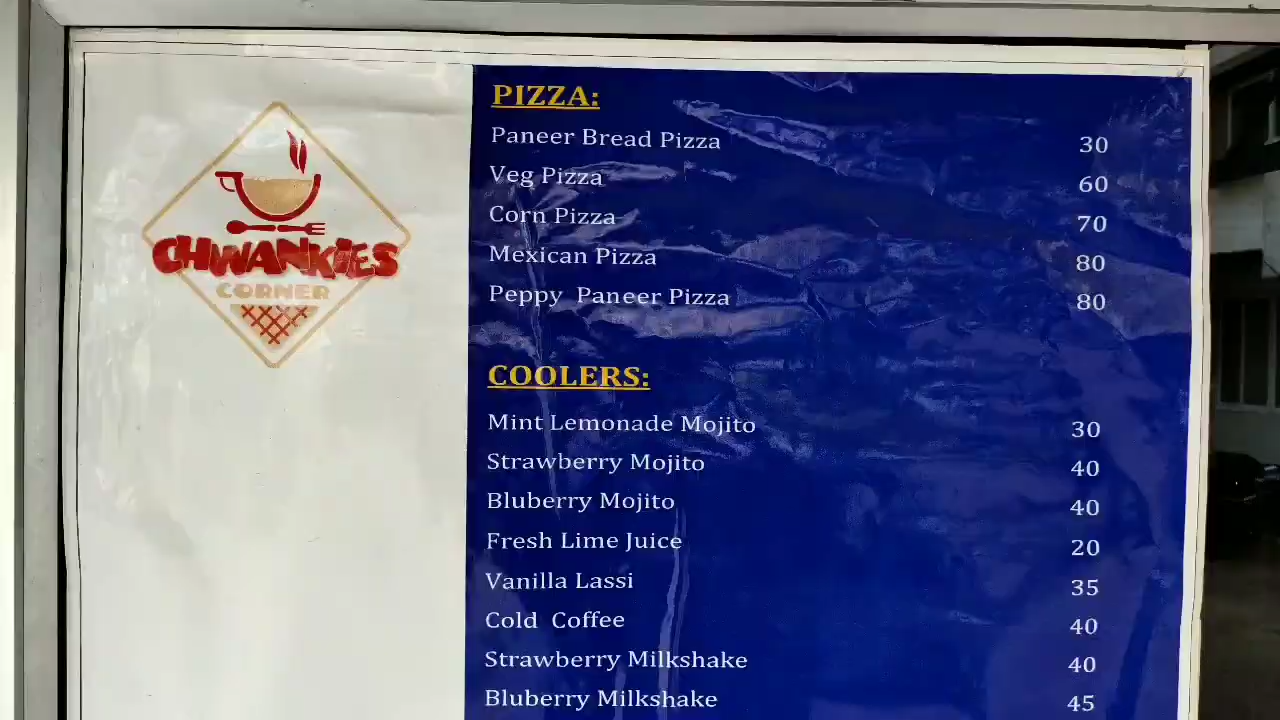 CHWANKIES
CORNER
PIZZA:
Paneer Bread Pizza 30
Veg Pizza 60
Corn Pizza 70
Mexican Pizza 80
Peppy Paneer Pizza 80
COOLERS:
Mint Lemonade Mojito 30
Strawberry Mojito 40
Bluberry Mojito 40
Fresh Lime Juice 20
Vanilla Lassi 35
Cold Coffee 40
Strawberry Milkshake 40
Bluberry Milkshake 45